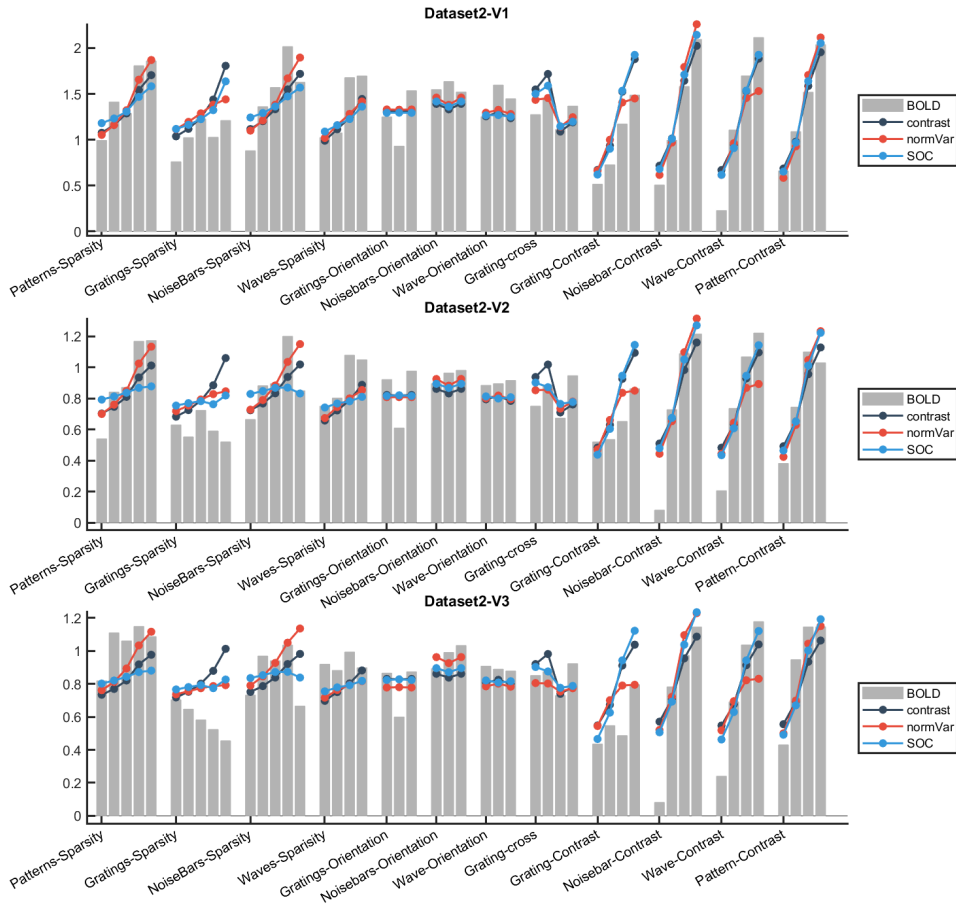 Dataset2-V1
2
1.5
1
0.5
0
BOLD
contrast
normVar
SOC
Patterns-Sparsity
Gratings-Sparsity
NoiseBars-Sparsity
Waves-Sparisity
Gratings-Orientation
Noisebars-Orientation
Wave-Orientation
Grating-cross
Grating-Contrast
Noisebar-Contrast
Wave-Contrast
Pattern-Contrast
Dataset2-V2
1.2
1
0.8
0.6
0.4
0.2
0
BOLD
contrast
normVar
SOC
Patterns-Sparsity
Gratings-Sparsity
NoiseBars-Sparsity
Waves-Sparisity
Gratings-Orientation
Noisebars-Orientation
Wave-Orientation
Grating-cross
Grating-Contrast
Noisebar-Contrast
Wave-Contrast
Pattern-Contrast
Dataset2-V3
1.2
1
0.8
0.6
0.4
0.2
0
BOLD
contrast
normVar
SOC
Patterns-Sparsity
Gratings-Sparsity
NoiseBars-Sparsity
Waves-Sparisity
Gratings-Orientation
Noisebars-Orientation
Wave-Orientation
Grating-cross
Grating-Contrast
Noisebar-Contrast
Wave-Contrast
Pattern-Contrast